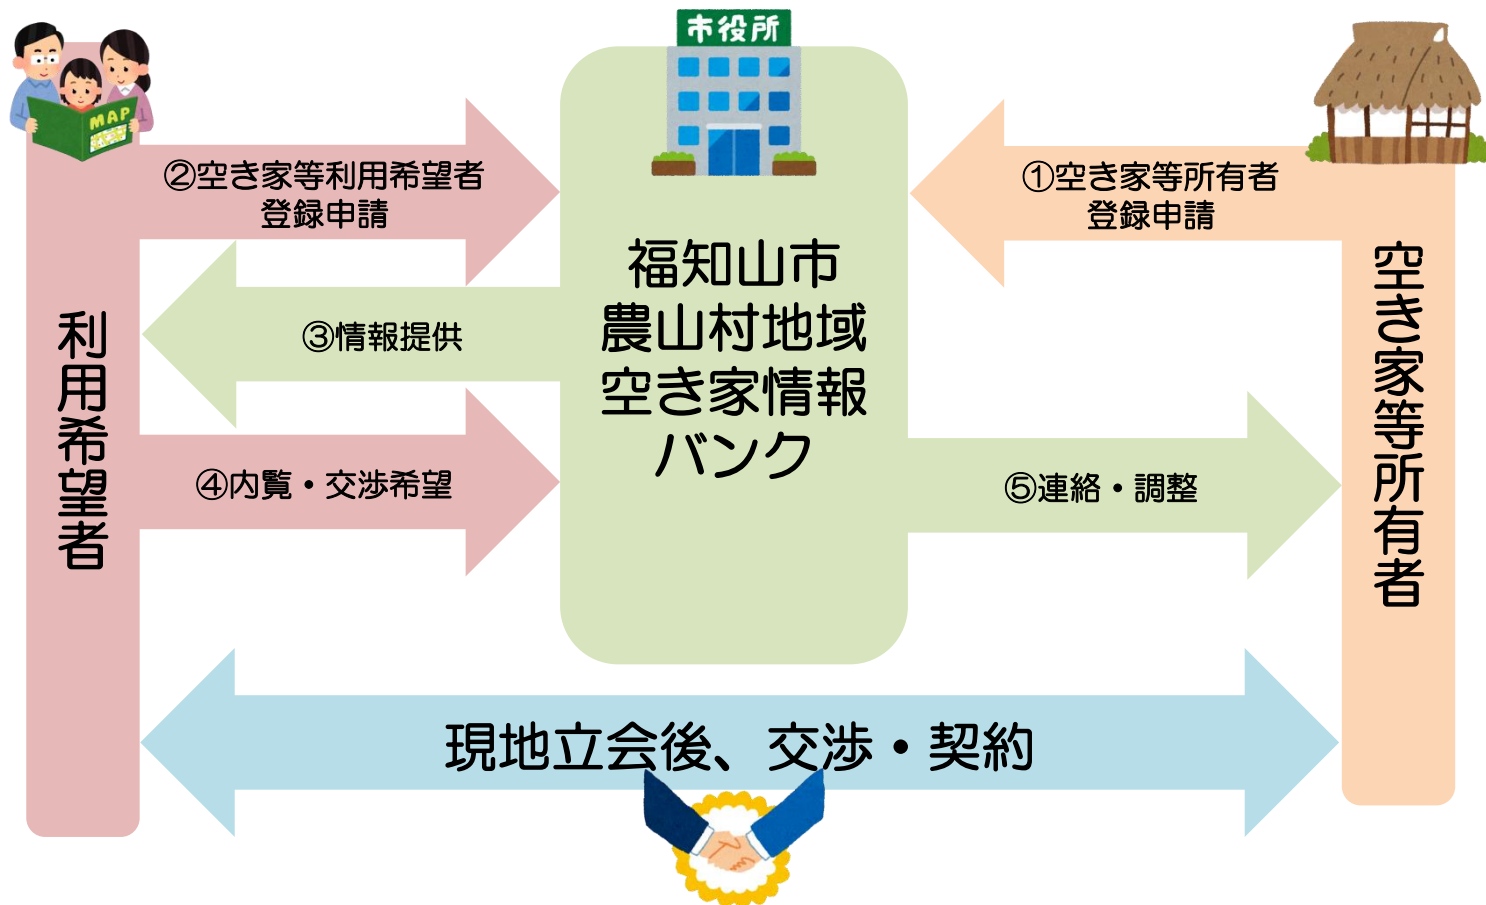 市役所
MAP
②空き家等利用希望者
登録申請
①空き家等所有者
登録申請
福知山市
農山村地域
空き家情報
バンク
③情報提供
④内覧・交渉希望
⑤連絡・調整
利用希望者
空き家等所有者
現地立会後、交渉・契約